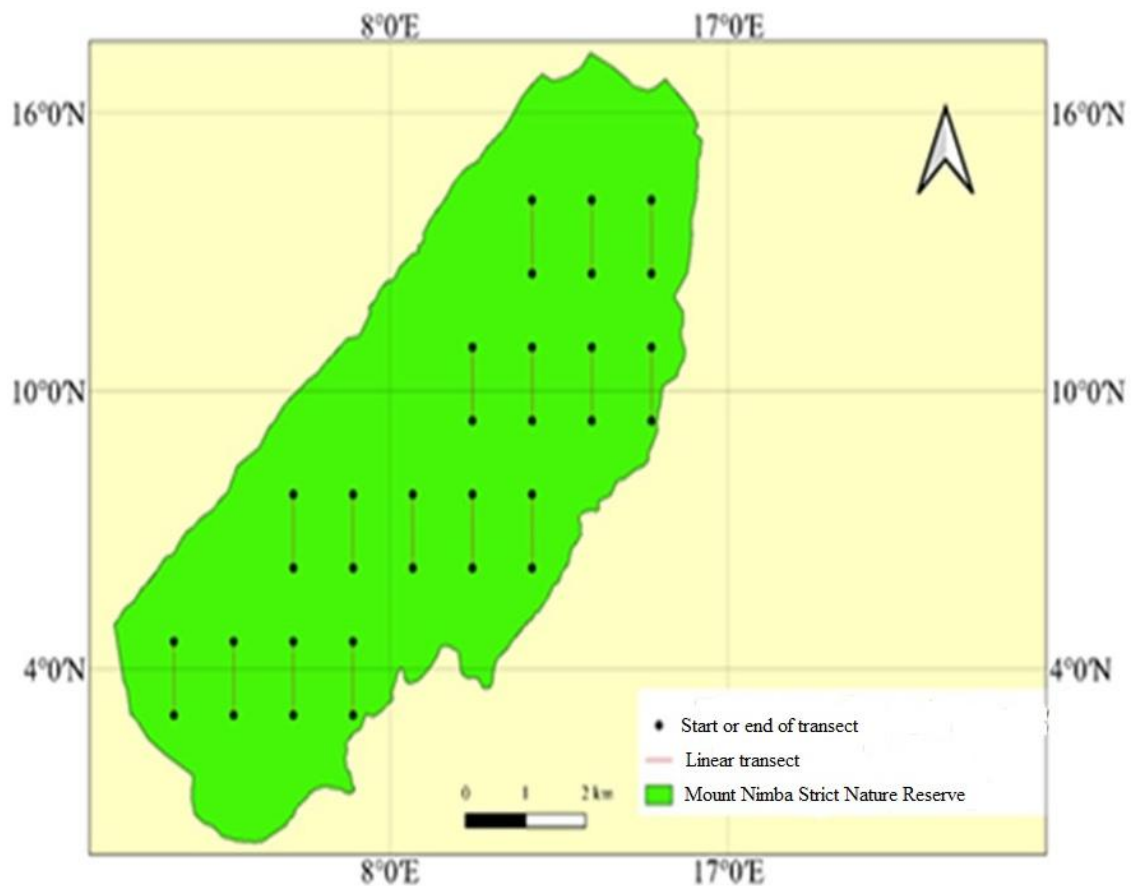 8°0'E 17°0'E
16°0'N 16°0'N
10°0'N 10°0'N
4°0'N 4°0'N
Start or end of transect
Linear transect
Mount Nimba Strict Nature Reserve
0 1 2 km
8°0'E 17°0'E